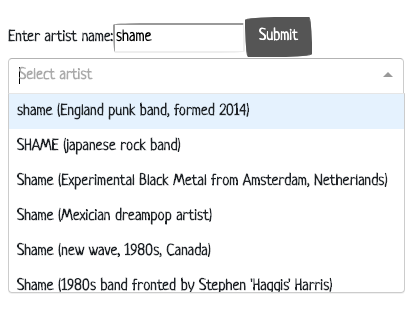 Enter artist name: shame Submit
Select artist
shame (England punk band, formed 2014)
SHAME (japanese rock band)
Shame (Experimental Black Metal from Amsterdam, Netherlands)
Shame (Mexician dreampop artist)
Shame (new wave, 1980s, Canada)
Shame (1980s band fronted by Stephen 'Haggis' Harris)